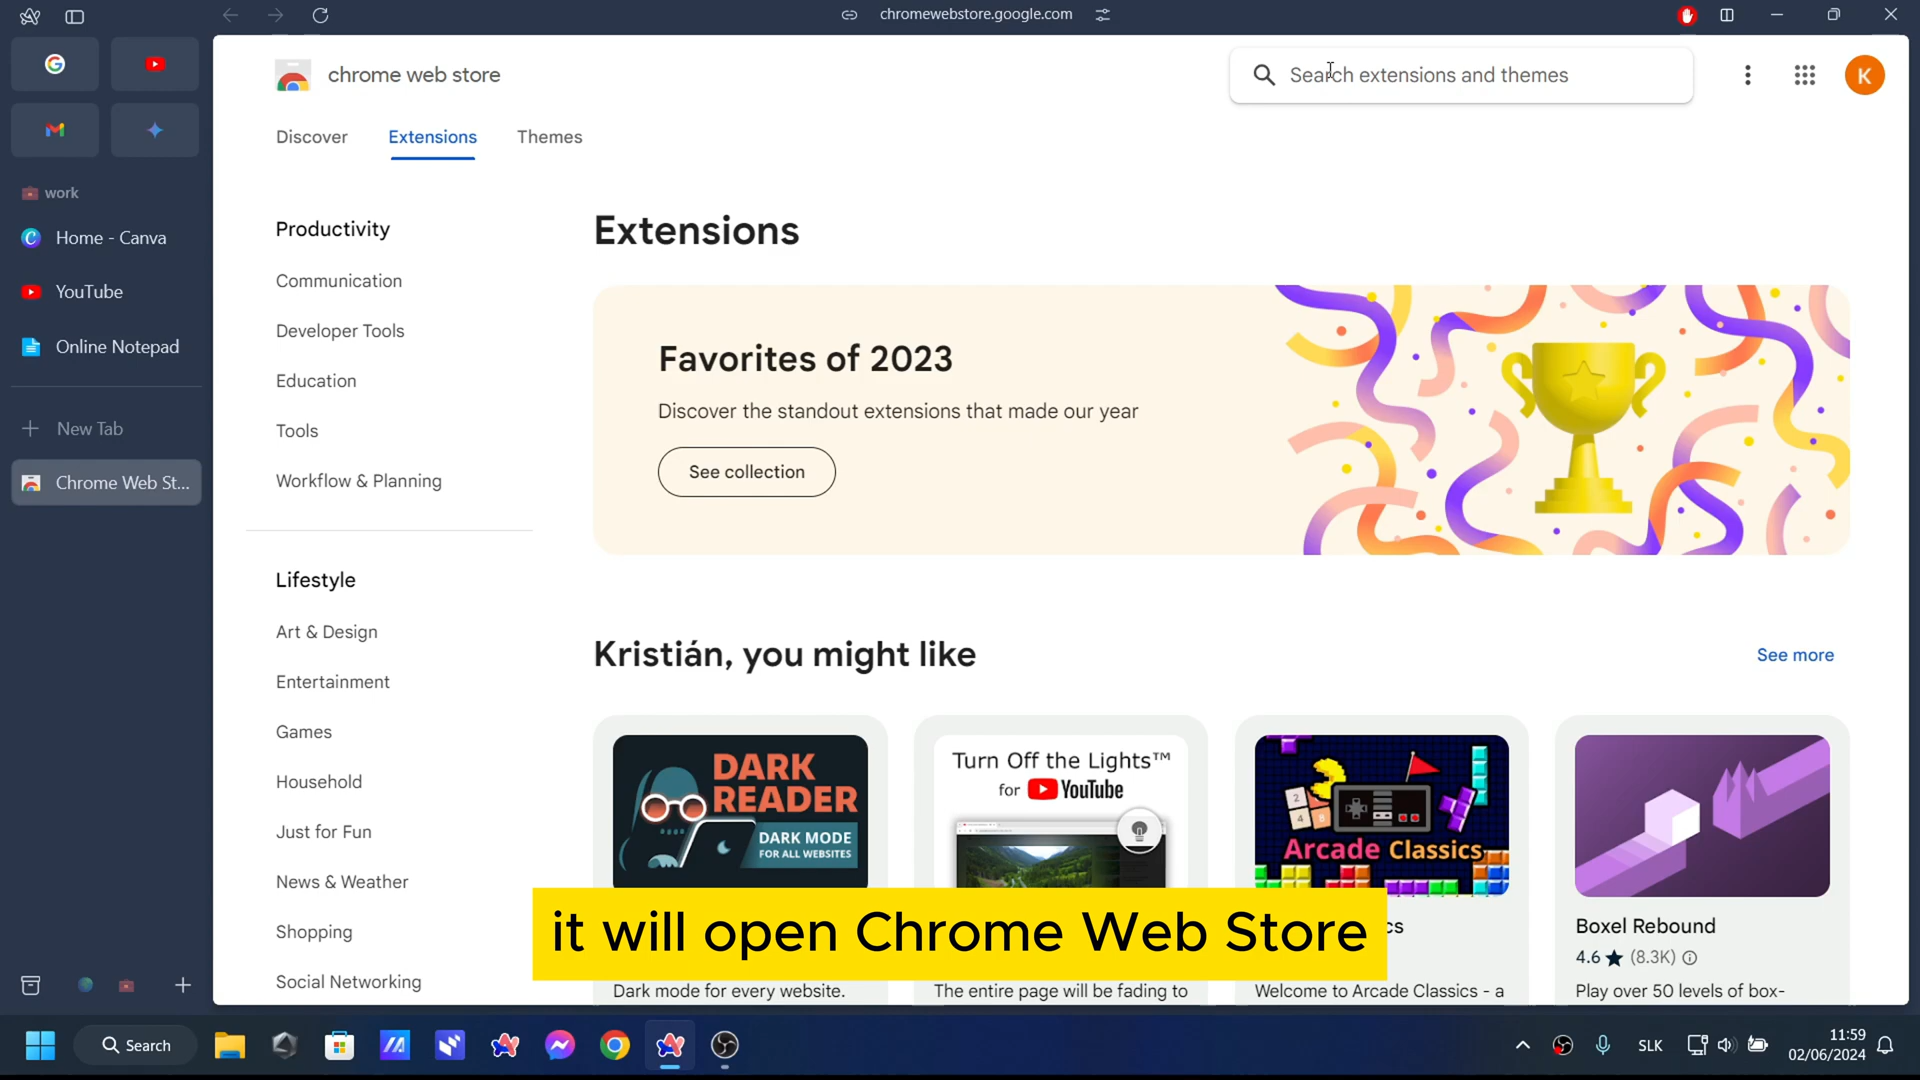 chromewebstore.google.com
chrome web store
Search extensions and themes
K
Discover
Extensions
Themes
work
Home - Canva
YouTube
Online Notepad
New Tab
Chrome Web St...
Productivity
Communication
Developer Tools
Education
Tools
Workflow & Planning
Lifestyle
Art & Design
Entertainment
Games
Household
Just for Fun
News & Weather
Shopping
Social Networking
Extensions
Favorites of 2023
Discover the standout extensions that made our year
See collection
Kristián, you might like
See more
DARK
READER
DARK MODE
FOR ALL WEBSITES
Dark mode for every website.
Turn Off the Lights™
for YouTube
The entire page will be fading to
Arcade Classics
cs
Welcome to Arcade Classics - a
Boxel Rebound
4.6 ★ (8.3K)
Play over 50 levels of box-
it will open Chrome Web Store
Search
SLK
11:59
02/06/2024